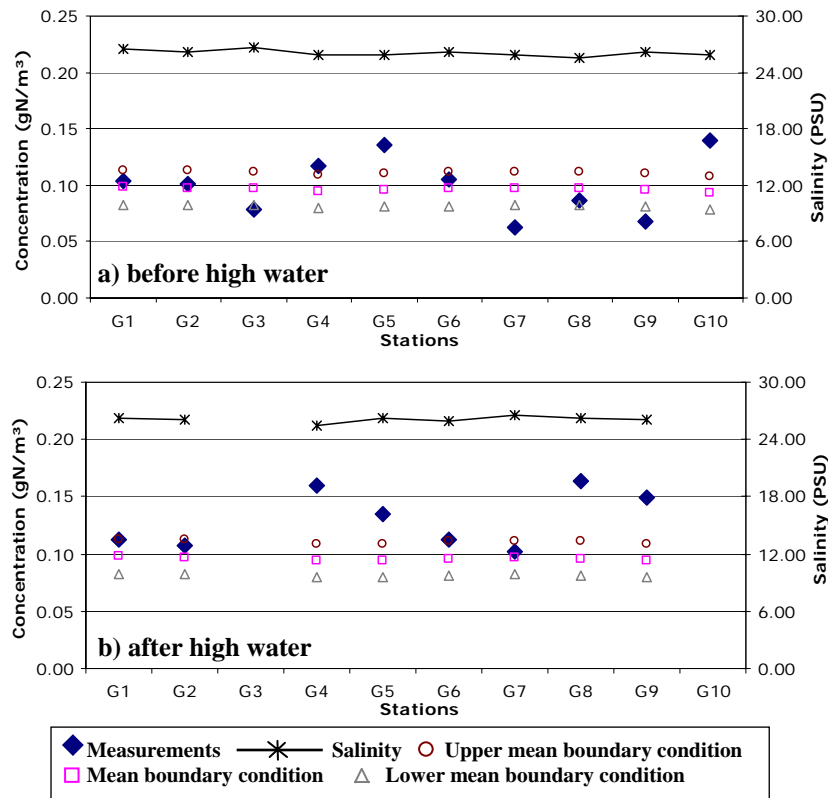 0.25
0.20
0.15
0.10
0.05
0.00
Concentration (gN/m³)
30.00
24.00
18.00
12.00
6.00
0.00
Salinity (PSU)
a) before high water
G1 G2 G3 G4 G5 G6 G7 G8 G9 G10
Stations
0.25
0.20
0.15
0.10
0.05
0.00
Concentration (gN/m³)
30.00
24.00
18.00
12.00
6.00
0.00
Salinity (PSU)
b) after high water
G1 G2 G3 G4 G5 G6 G7 G8 G9 G10
Stations
Measurements Salinity Upper mean boundary condition
Mean boundary condition Lower mean boundary condition